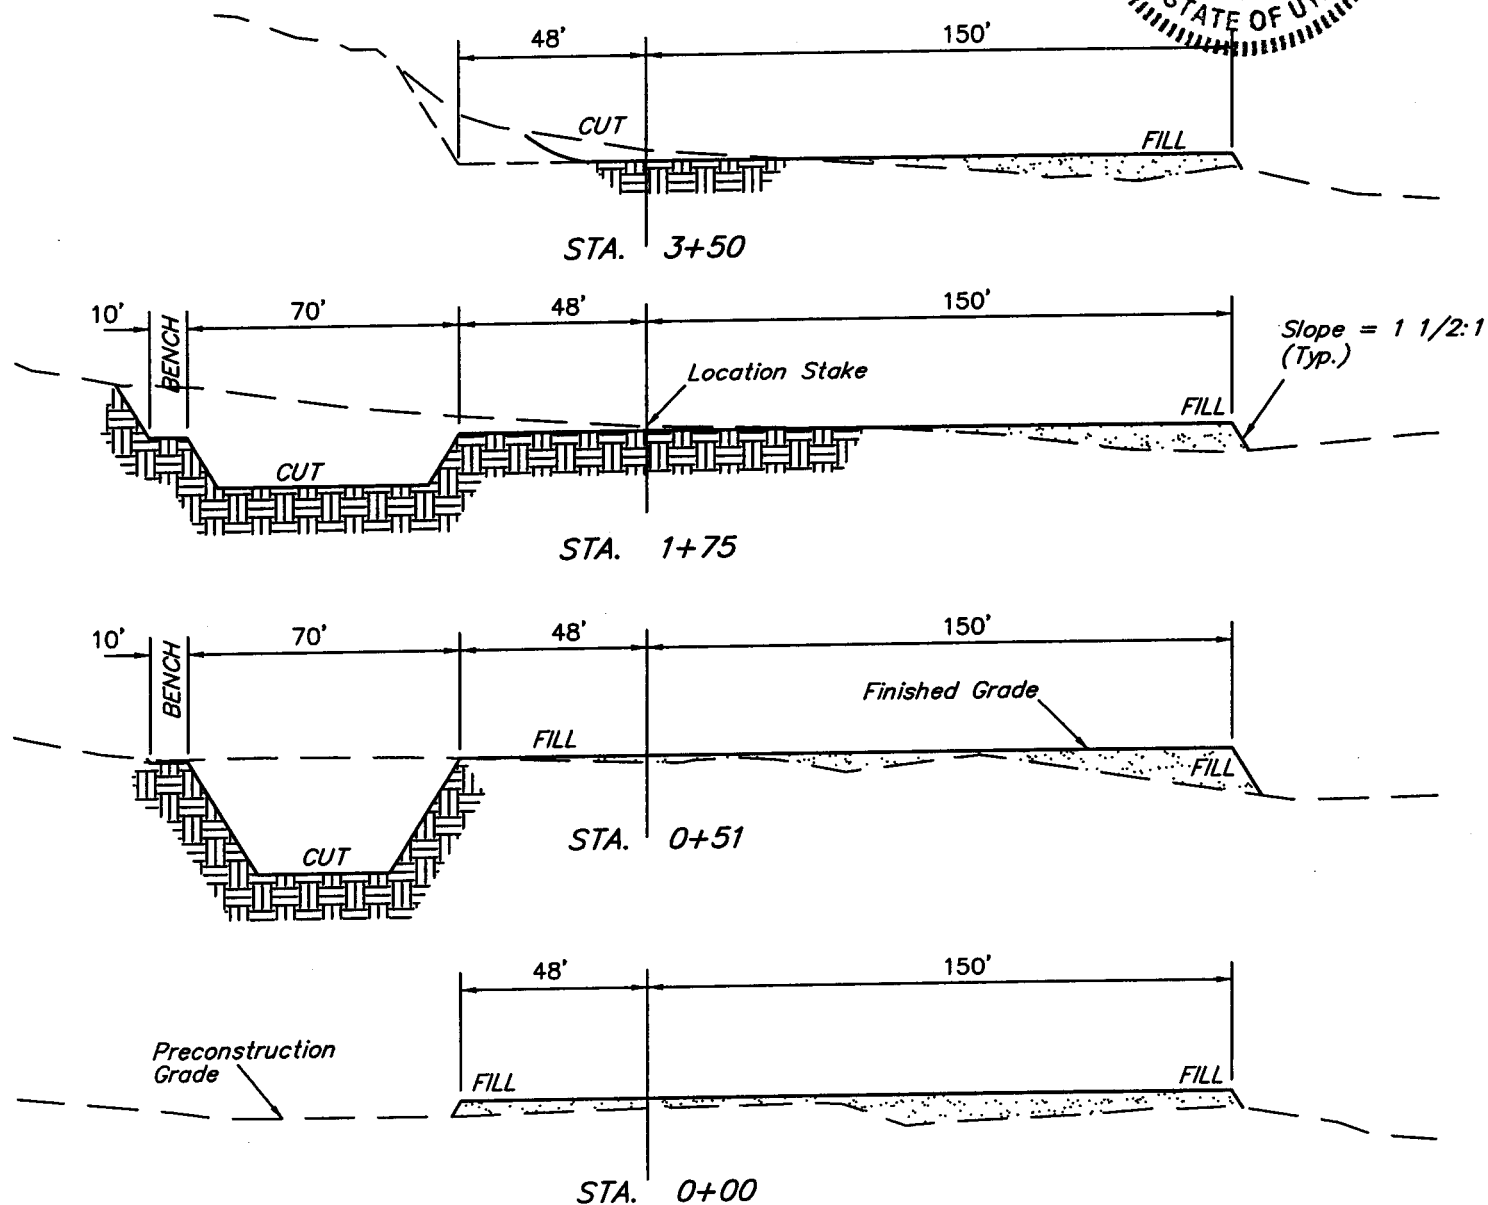 STATE OF UT
48'
150'
CUT
FILL
STA. 3+50
10'
BENCH
70'
48'
150'
Slope = 1 1/2:1
(Typ.)
Location Stake
FILL
CUT
STA. 1+75
10'
BENCH
70'
48'
150'
Finished Grade
FILL
FILL
CUT
STA. 0+51
48'
150'
Preconstruction
Grade
FILL
FILL
STA. 0+00